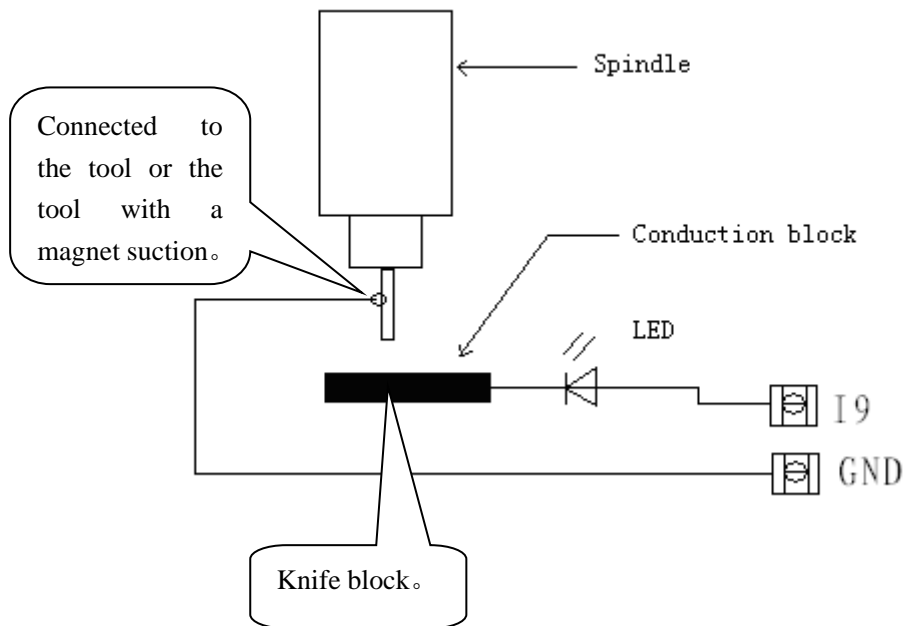 Spindle
Connected to
the tool or the
tool with a
magnet suction。
Conduction block
LED
I9
GND
Knife block。